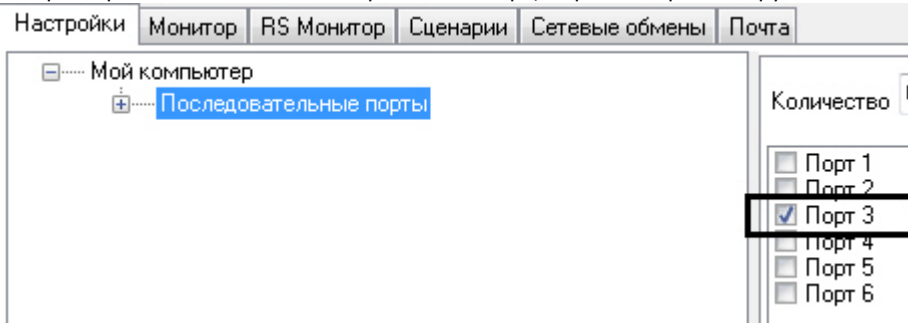 Настройки Монитор RS Монитор Сценарии Сетевые обмены Почта
Мой компьютер
Последовательные порты
Количество
Порт 1
Порт 2
Порт 3
Порт 4
Порт 5
Порт 6